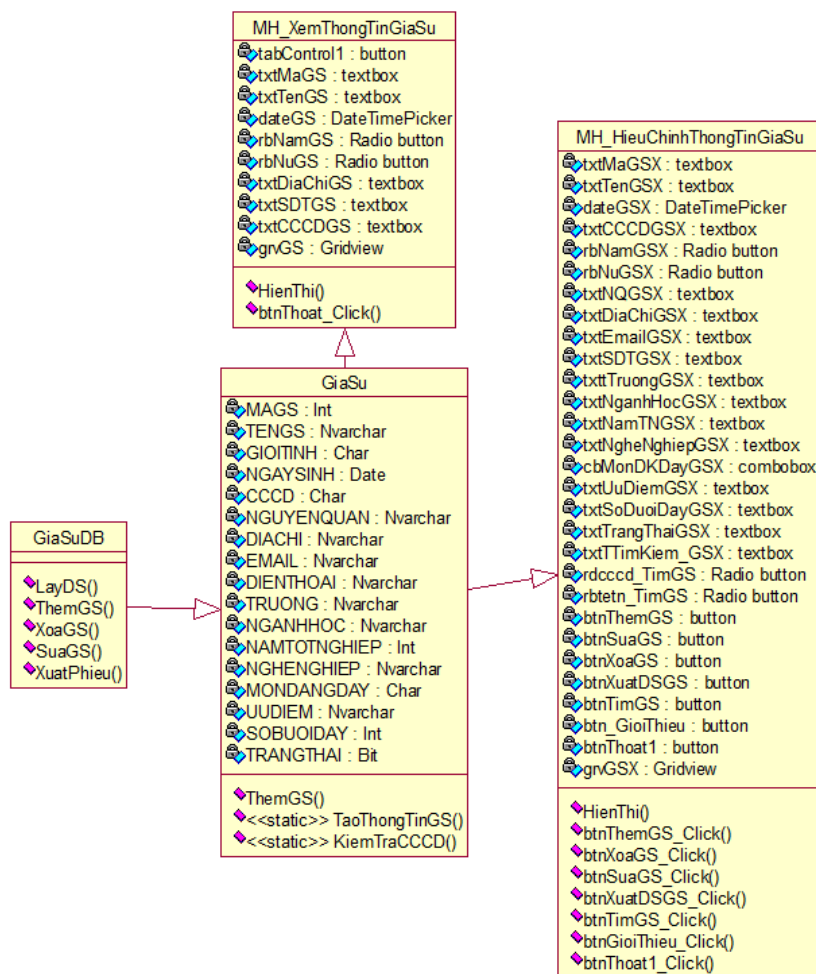 MH_XemThongTinGiaSu
tabControl1 : button
txtMaGS : textbox
txtTenGS : textbox
dateGS : DateTimePicker
rbNamGS : Radio button
rbNuGS : Radio button
txtDiaChiGS : textbox
txtSDTGS : textbox
txtCCCDGS : textbox
grvGS : Gridview
HienThi()
btnThoat_Click()
GiaSuDB
LayDS()
ThemGS()
XoaGS()
SuaGS()
XuatPhieu()
GiaSu
MAGS : Int
TENGS : Nvarchar
GIOITINH : Char
NGAYSINH : Date
CCCD : Char
NGUYENQUAN : Nvarchar
DIACHI : Nvarchar
EMAIL : Nvarchar
DIENTHOAI : Nvarchar
TRUONG : Nvarchar
NGANHHOC : Nvarchar
NAMTOTNGHIEP : Int
NGHENGHIEP : Nvarchar
MONDANGDAY : Char
UUDIEM : Nvarchar
SOBUOIDAY : Int
TRANGTHAI : Bit
ThemGS()
<<static>> TaoThongTinGS()
<<static>> KiemTraCCCD()
MH_HieuChinhThongTinGiaSu
txtMaGSX : textbox
txtTenGSX : textbox
dateGSX : DateTimePicker
txtCCCDGSX : textbox
rbNamGSX : Radio button
rbNuGSX : Radio button
txtNQGSX : textbox
txtDiaChiGSX : textbox
txtEmailGSX : textbox
txtSDTGSX : textbox
txttTruongGSX : textbox
txtNganhHocGSX : textbox
txtNamTNGSX : textbox
txtNgheNghiepGSX : textbox
cbMonDKDayGSX : combobox
txtUuDiemGSX : textbox
txtSoDuoiDayGSX : textbox
txtTrangThaiGSX : textbox
txtTTimKiem_GSX : textbox
rdcccd_TimGS : Radio button
rbtetn_TimGS : Radio button
btnThemGS : button
btnSuaGS : button
btnXoaGS : button
btnXuatDSGS : button
btnTimGS : button
btn_GioiThieu : button
btnThoat1 : button
grvGSX : Gridview
HienThi()
btnThemGS_Click()
btnXoaGS_Click()
btnSuaGS_Click()
btnXuatDSGS_Click()
btnTimGS_Click()
btnGioiThieu_Click()
btnThoat1_Click()